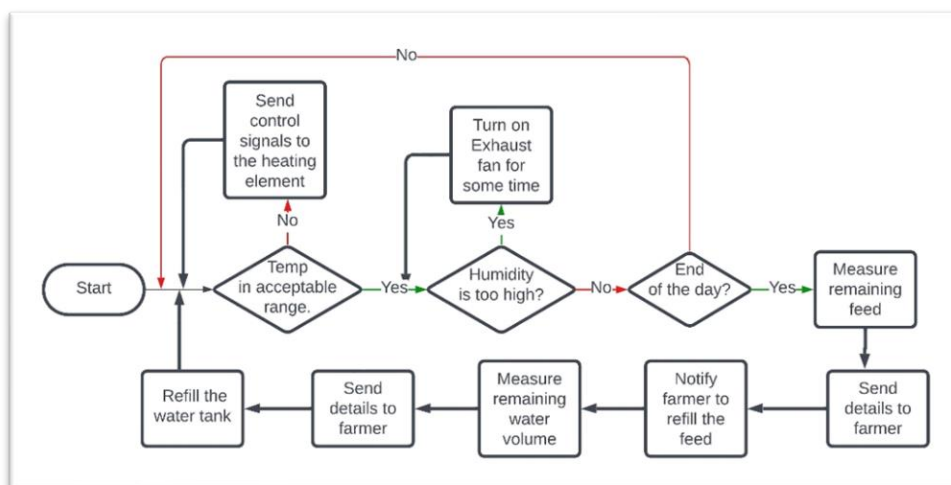 No
Send
control
signals to
the heating
element
Turn on
Exhaust
fan for
some time
No
Yes
Start
Temp
in acceptable
range.
Yes
Humidity
is too high?
No
End
of the day?
Yes
Measure
remaining
feed
Send
details to
farmer
Notify
farmer to
refill the
feed
Measure
remaining
water
volume
Send
details to
farmer
Refill the
water tank